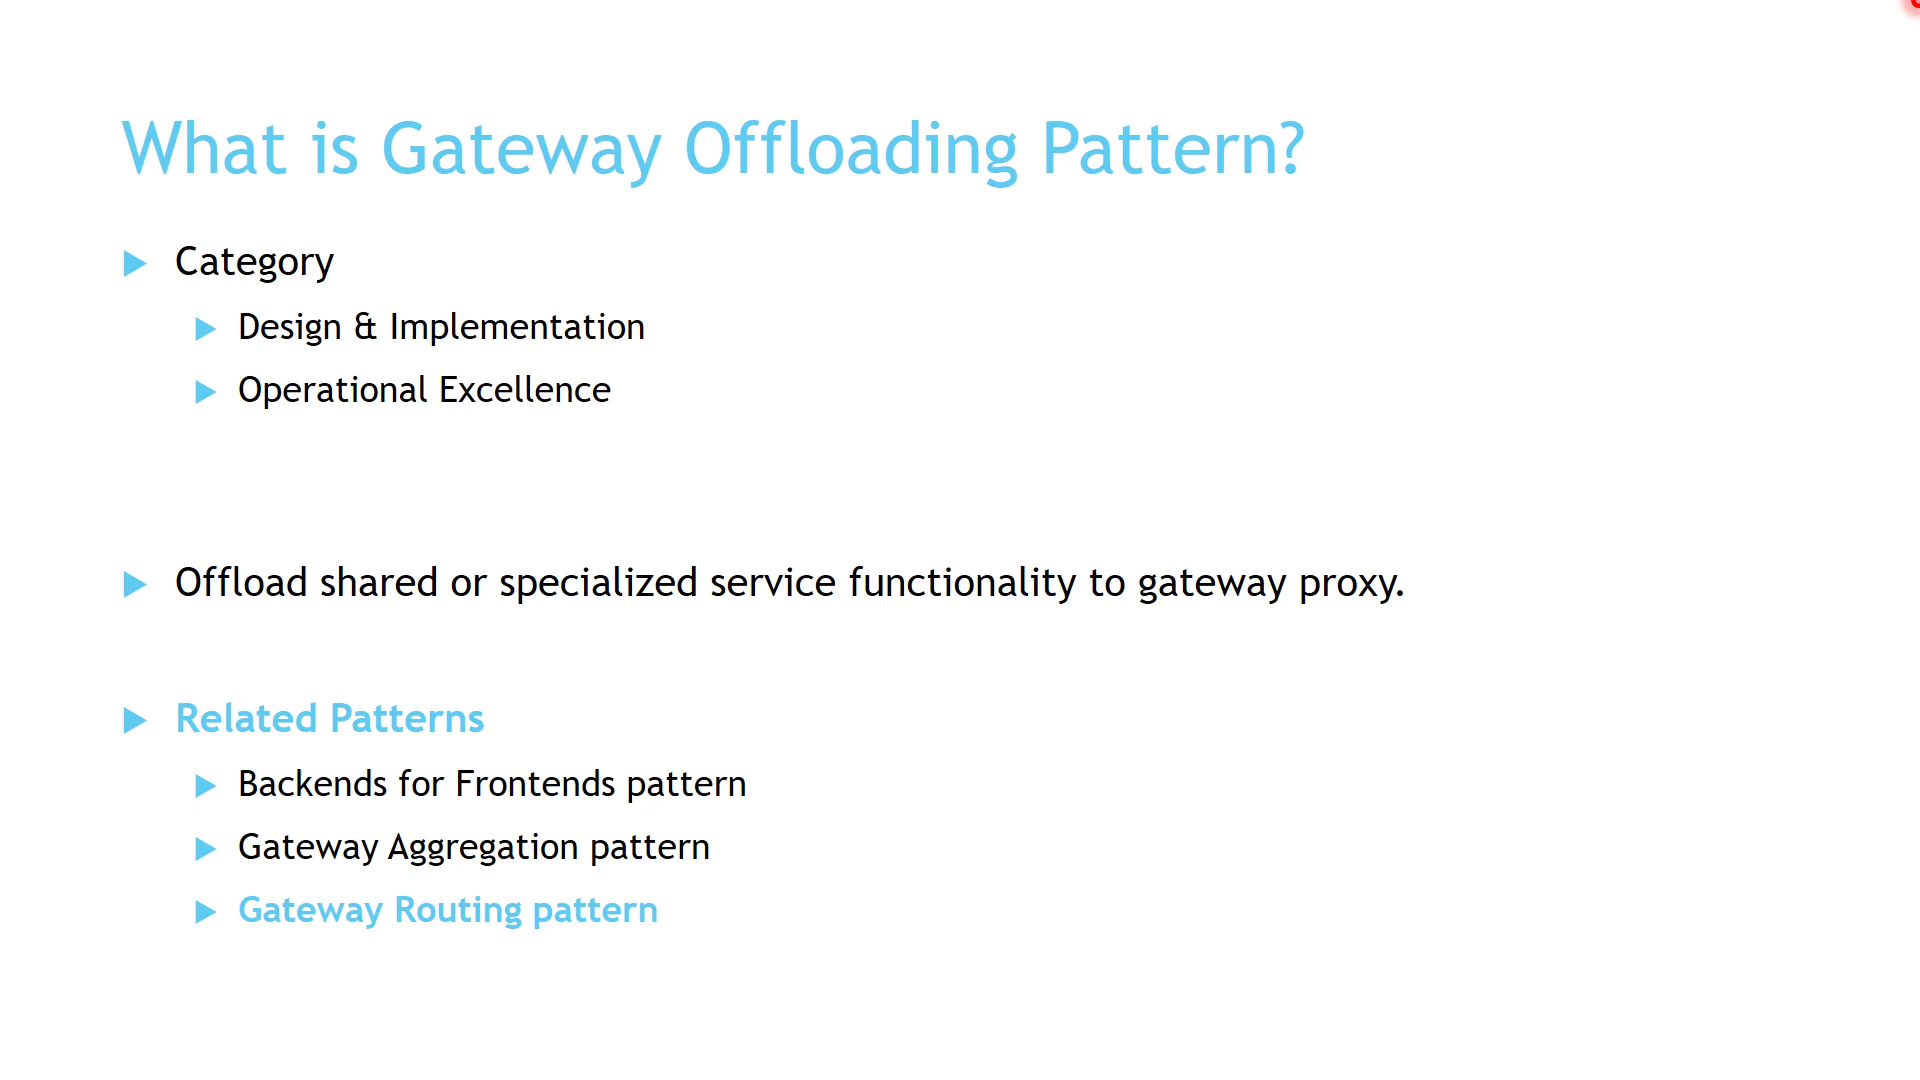 What is Gateway Offloading Pattern?
Category
Design & Implementation
Operational Excellence
Offload shared or specialized service functionality to gateway proxy.
Related Patterns
Backends for Frontends pattern
Gateway Aggregation pattern
Gateway Routing pattern